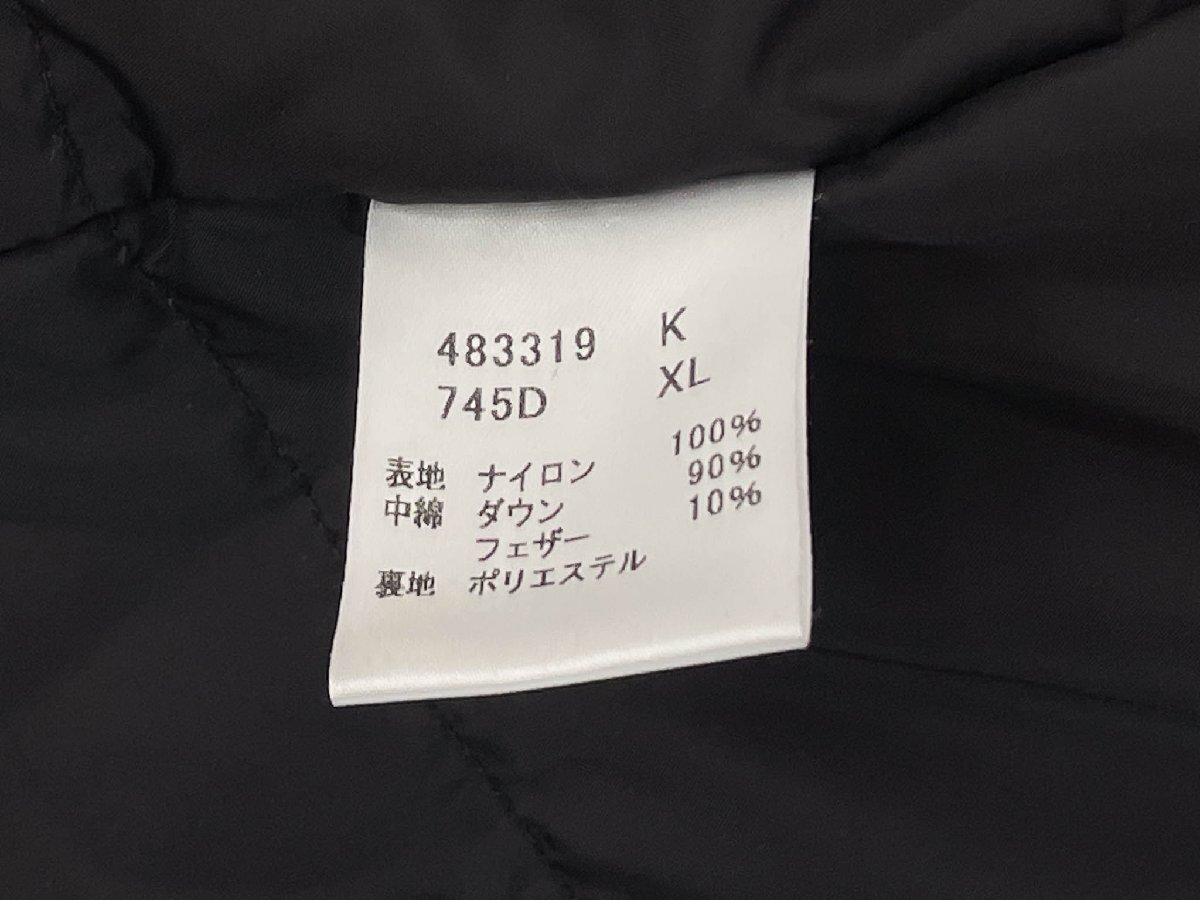 483319 K
745D XL
表地 ナイロン 100%
中綿 ダウン 90%
フェザー 10%
裏地 ポリエステル